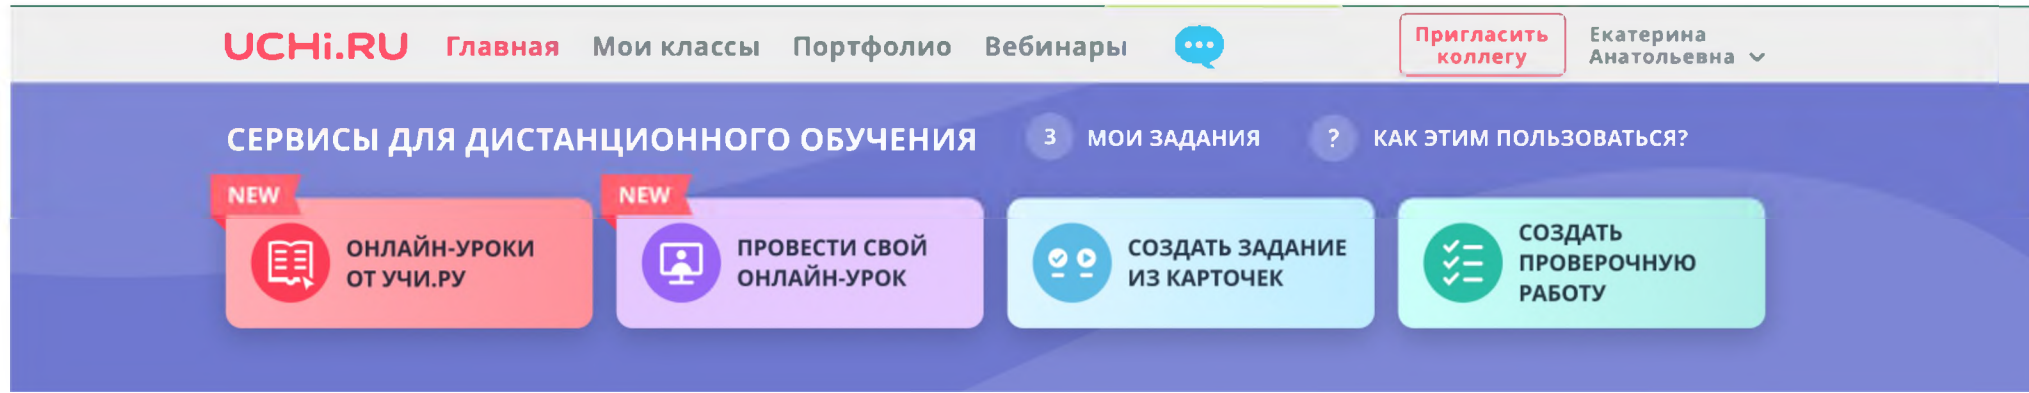 UCHi.RU Главная Мои классы Портфолио Вебинары Пригласить коллегу Екатерина Анатольевна
СЕРВИСЫ ДЛЯ ДИСТАНЦИОННОГО ОБУЧЕНИЯ 3 МОИ ЗАДАНИЯ ? КАК ЭТИМ ПОЛЬЗОВАТЬСЯ?
NEW
ОНЛАЙН-УРОКИ
ОТ УЧИ.РУ
NEW
ПРОВЕСТИ СВОЙ
ОНЛАЙН-УРОК
СОЗДАТЬ ЗАДАНИЕ
ИЗ КАРТОЧЕК
СОЗДАТЬ
ПРОВЕРОЧНУЮ
РАБОТУ